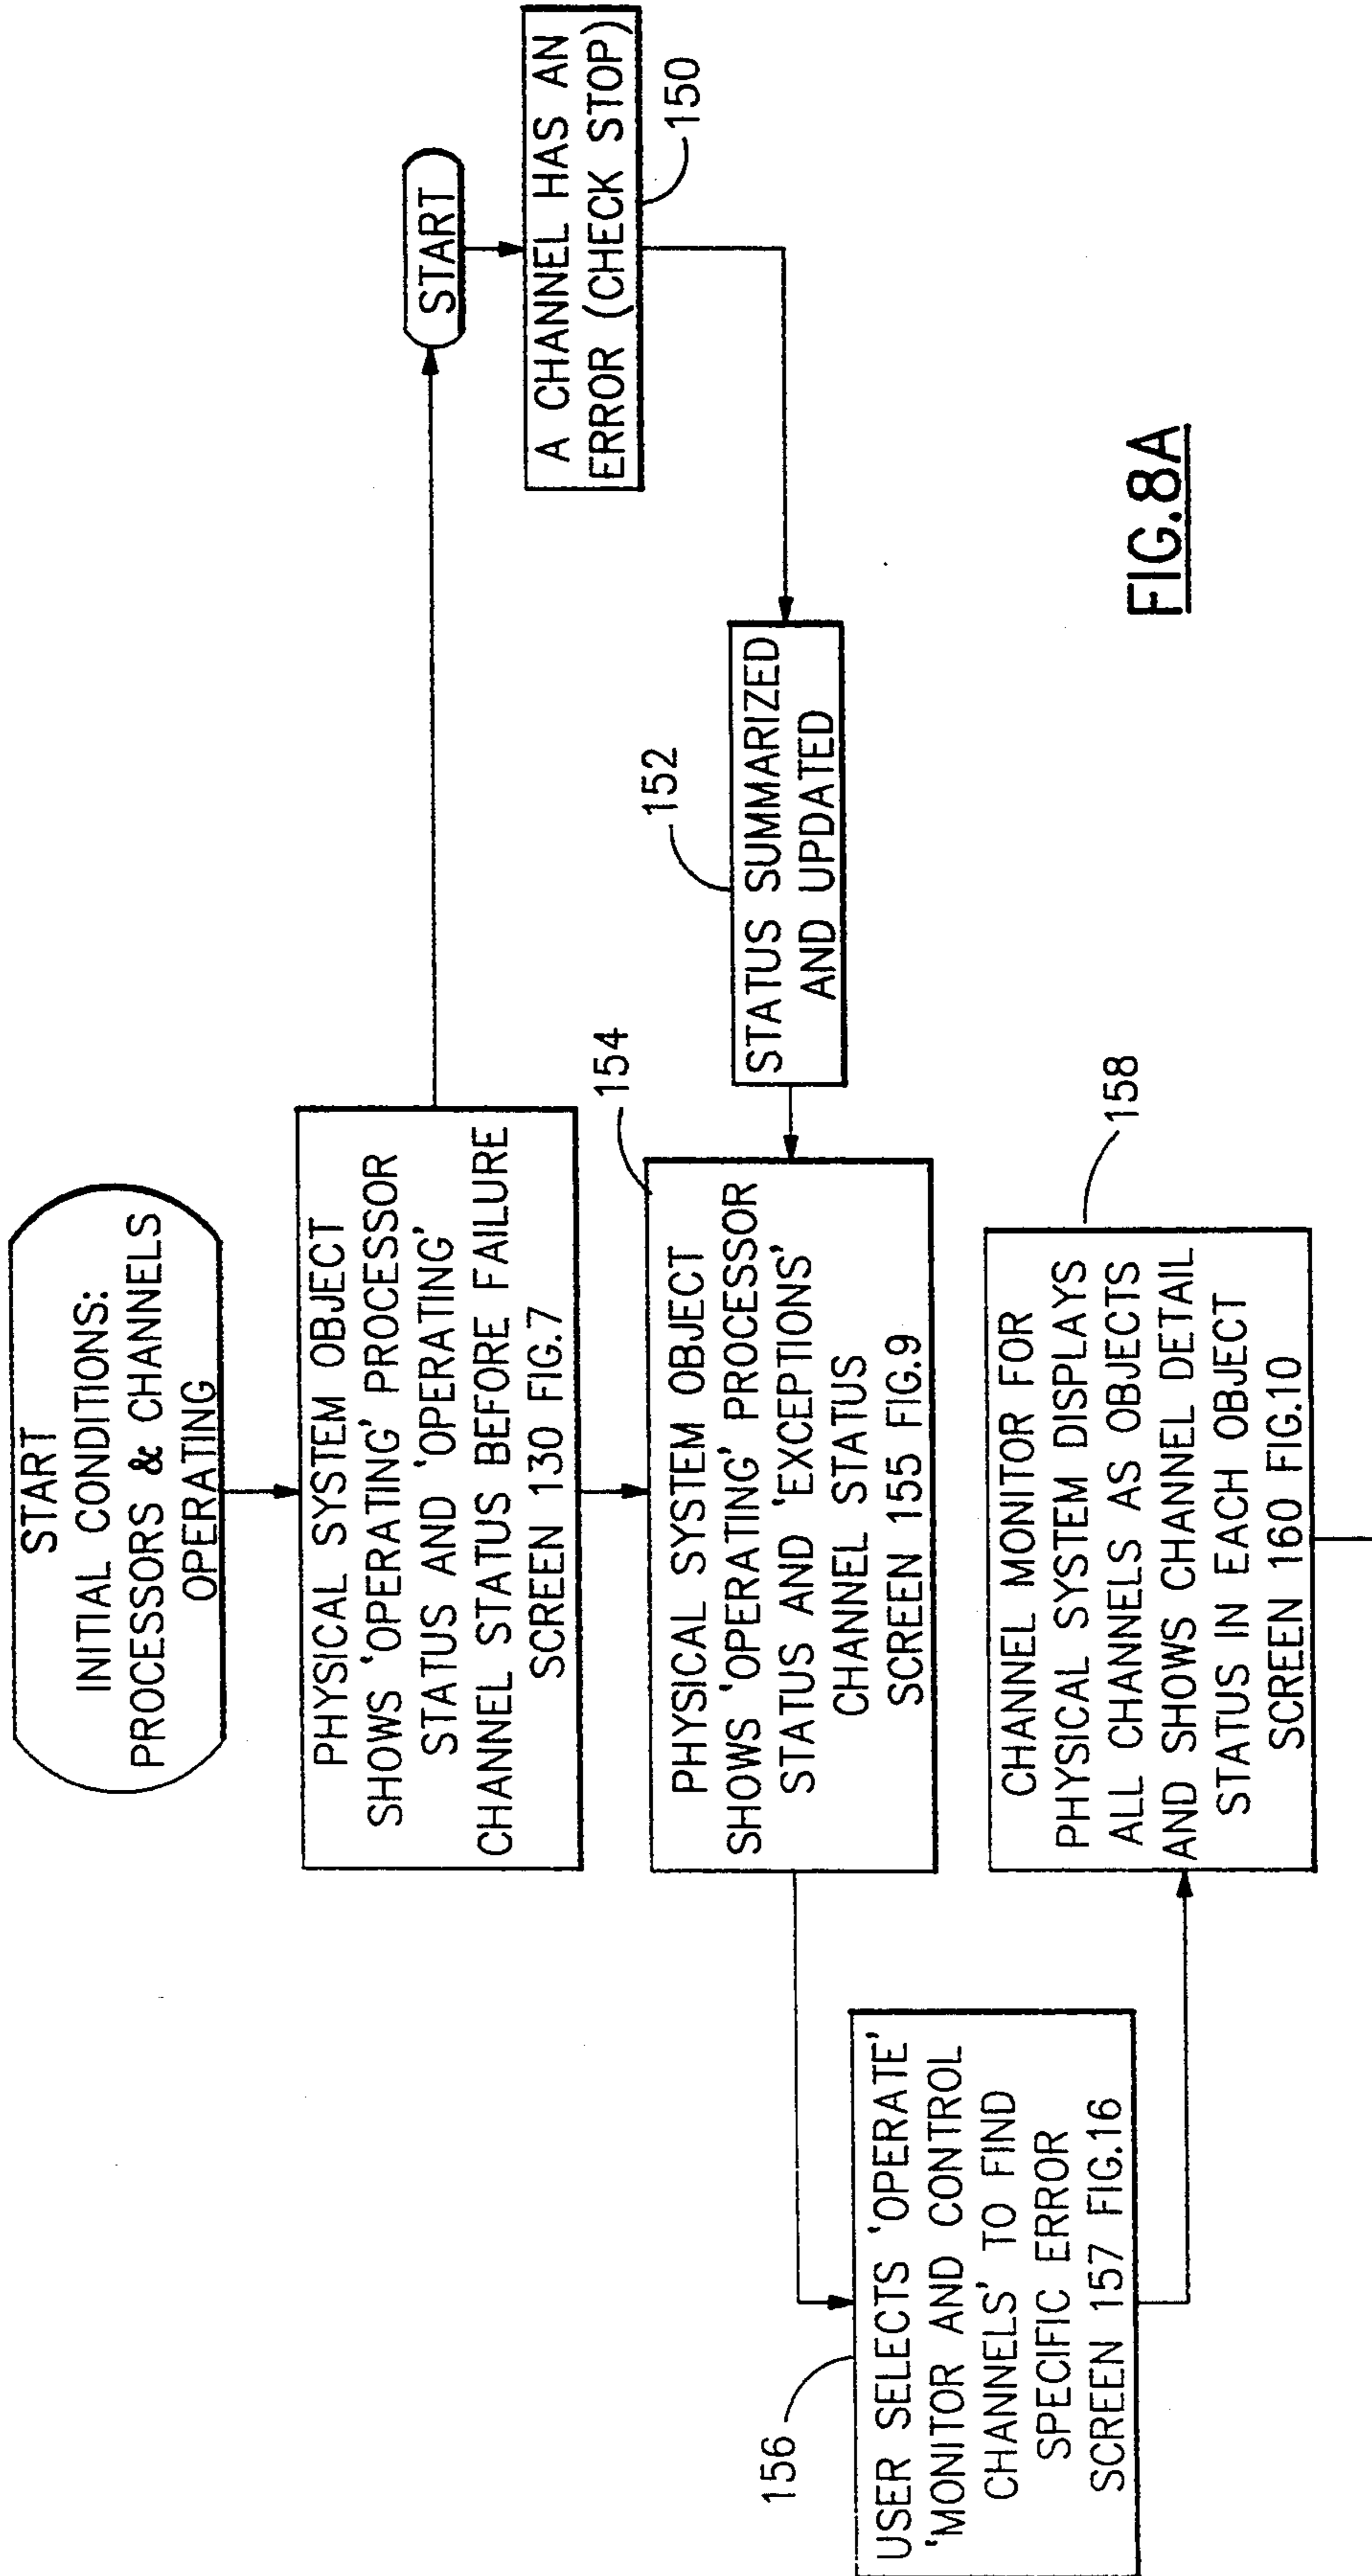 START
INITIAL CONDITIONS:
PROCESSORS & CHANNELS
OPERATING
PHYSICAL SYSTEM OBJECT
SHOWS 'OPERATING' PROCESSOR
STATUS AND 'OPERATING'
CHANNEL STATUS BEFORE FAILURE
SCREEN 130 FIG.7
START
A CHANNEL HAS AN
ERROR (CHECK STOP)
150
152
STATUS SUMMARIZED
AND UPDATED
154
PHYSICAL SYSTEM OBJECT
SHOWS 'OPERATING' PROCESSOR
STATUS AND 'EXCEPTIONS'
CHANNEL STATUS
SCREEN 155 FIG.9
156
USER SELECTS 'OPERATE'
'MONITOR AND CONTROL
CHANNELS' TO FIND
SPECIFIC ERROR
SCREEN 157 FIG.16
158
CHANNEL MONITOR FOR
PHYSICAL SYSTEM DISPLAYS
ALL CHANNELS AS OBJECTS
AND SHOWS CHANNEL DETAIL
STATUS IN EACH OBJECT
SCREEN 160 FIG.10
FIG.8A